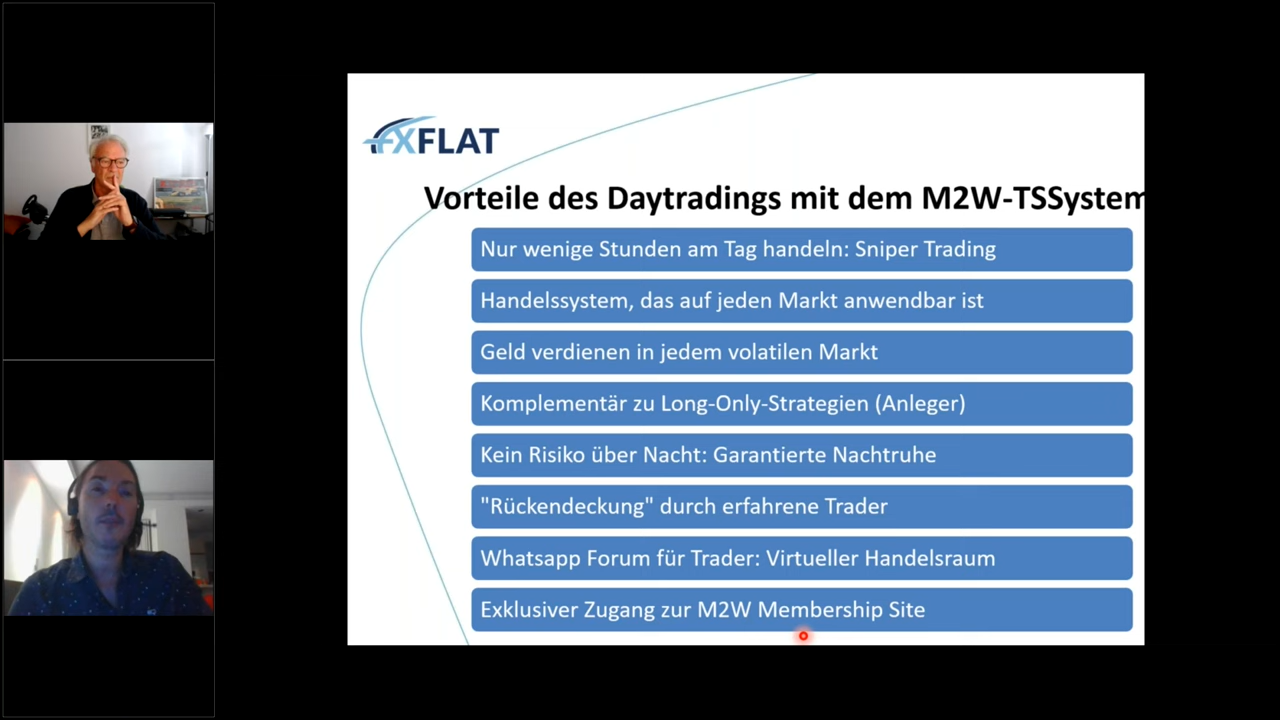 FXFLAT
Vorteile des Daytradings mit dem M2W-TSSystem
Nur wenige Stunden am Tag handeln: Sniper Trading
Handelssystem, das auf jeden Markt anwendbar ist
Geld verdienen in jedem volatilen Markt
Komplementär zu Long-Only-Strategien (Anleger)
Kein Risiko über Nacht: Garantierte Nachtruhe
"Rückendeckung" durch erfahrene Trader
Whatsapp Forum für Trader: Virtueller Handelsraum
Exklusiver Zugang zur M2W Membership Site